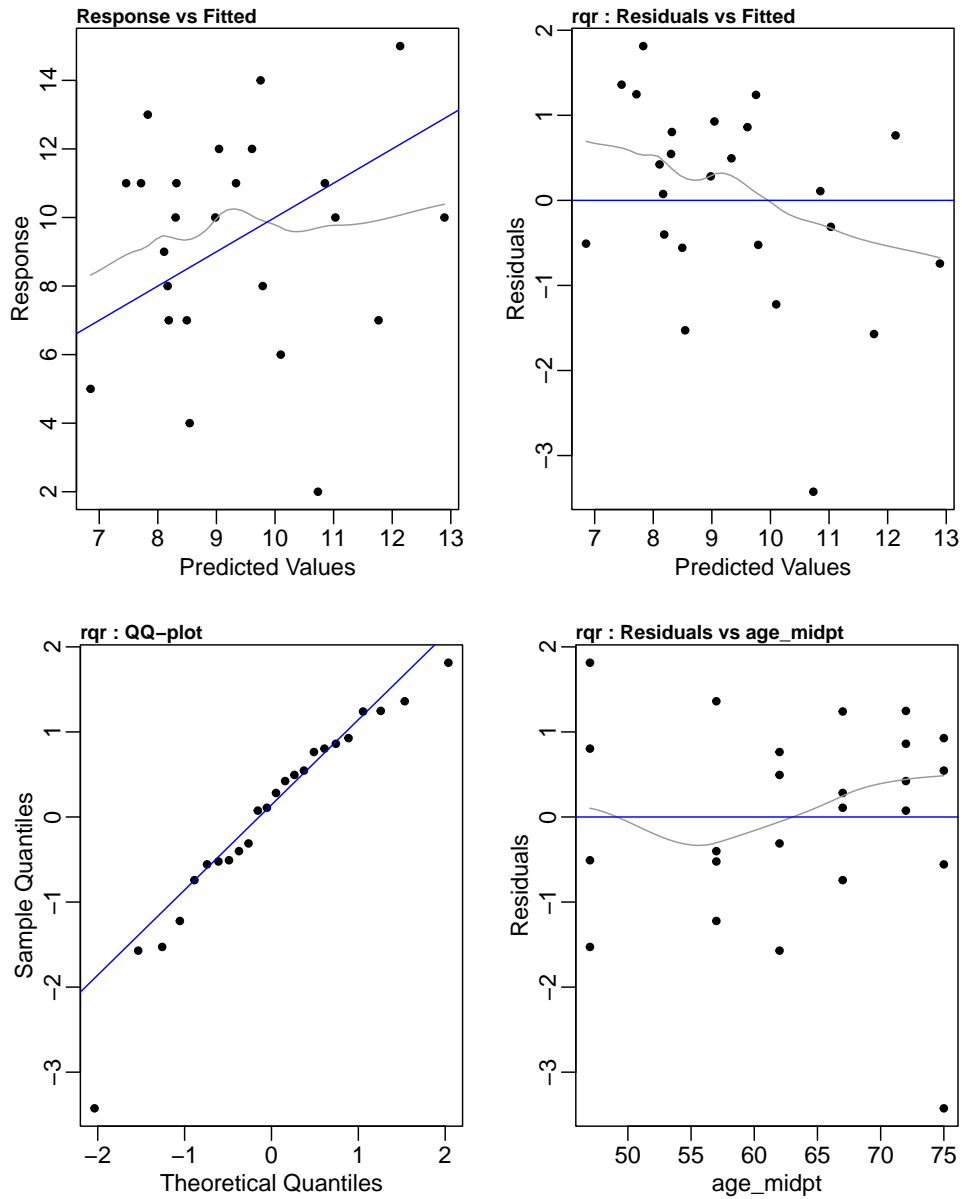 Response vs Fitted
Response
2 4 6 8 10 12 14
7 8 9 10 11 12 13
Predicted Values
rqr : Residuals vs Fitted
Residuals
−3 −2 −1 0 1 2
7 8 9 10 11 12 13
Predicted Values
rqr : QQ−plot
Sample Quantiles
−3 −2 −1 0 1 2
−2 −1 0 1 2
Theoretical Quantiles
rqr : Residuals vs age_midpt
Residuals
−3 −2 −1 0 1 2
50 55 60 65 70 75
age_midpt